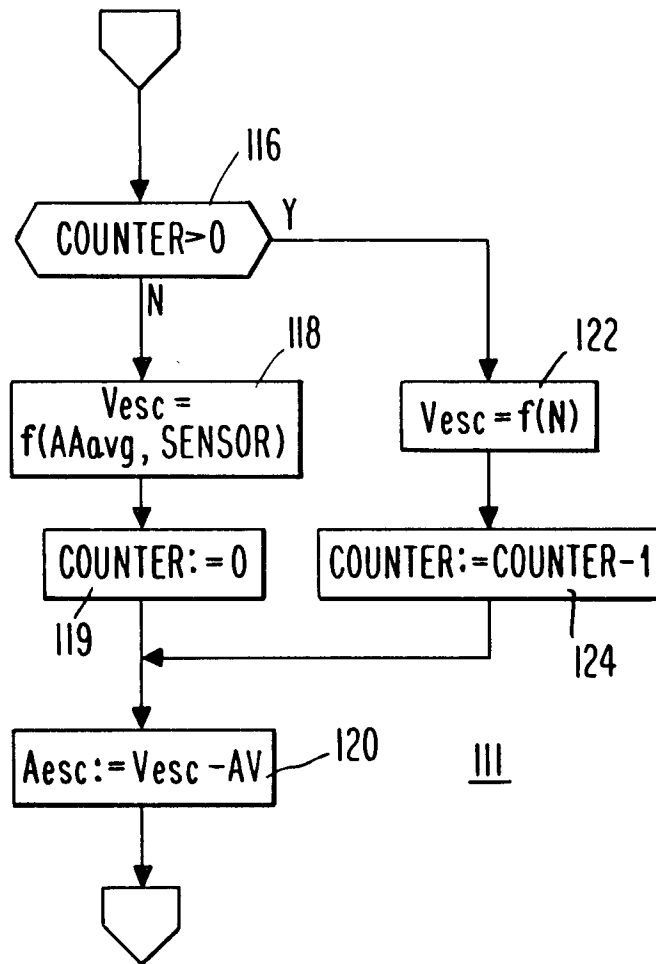 116
COUNTER>0
Y
N
118
Vesc =
f(AAavg, SENSOR)
122
Vesc = f(N)
COUNTER:=0
119
COUNTER:=COUNTER-1
124
Aesc:= Vesc -AV
120
111